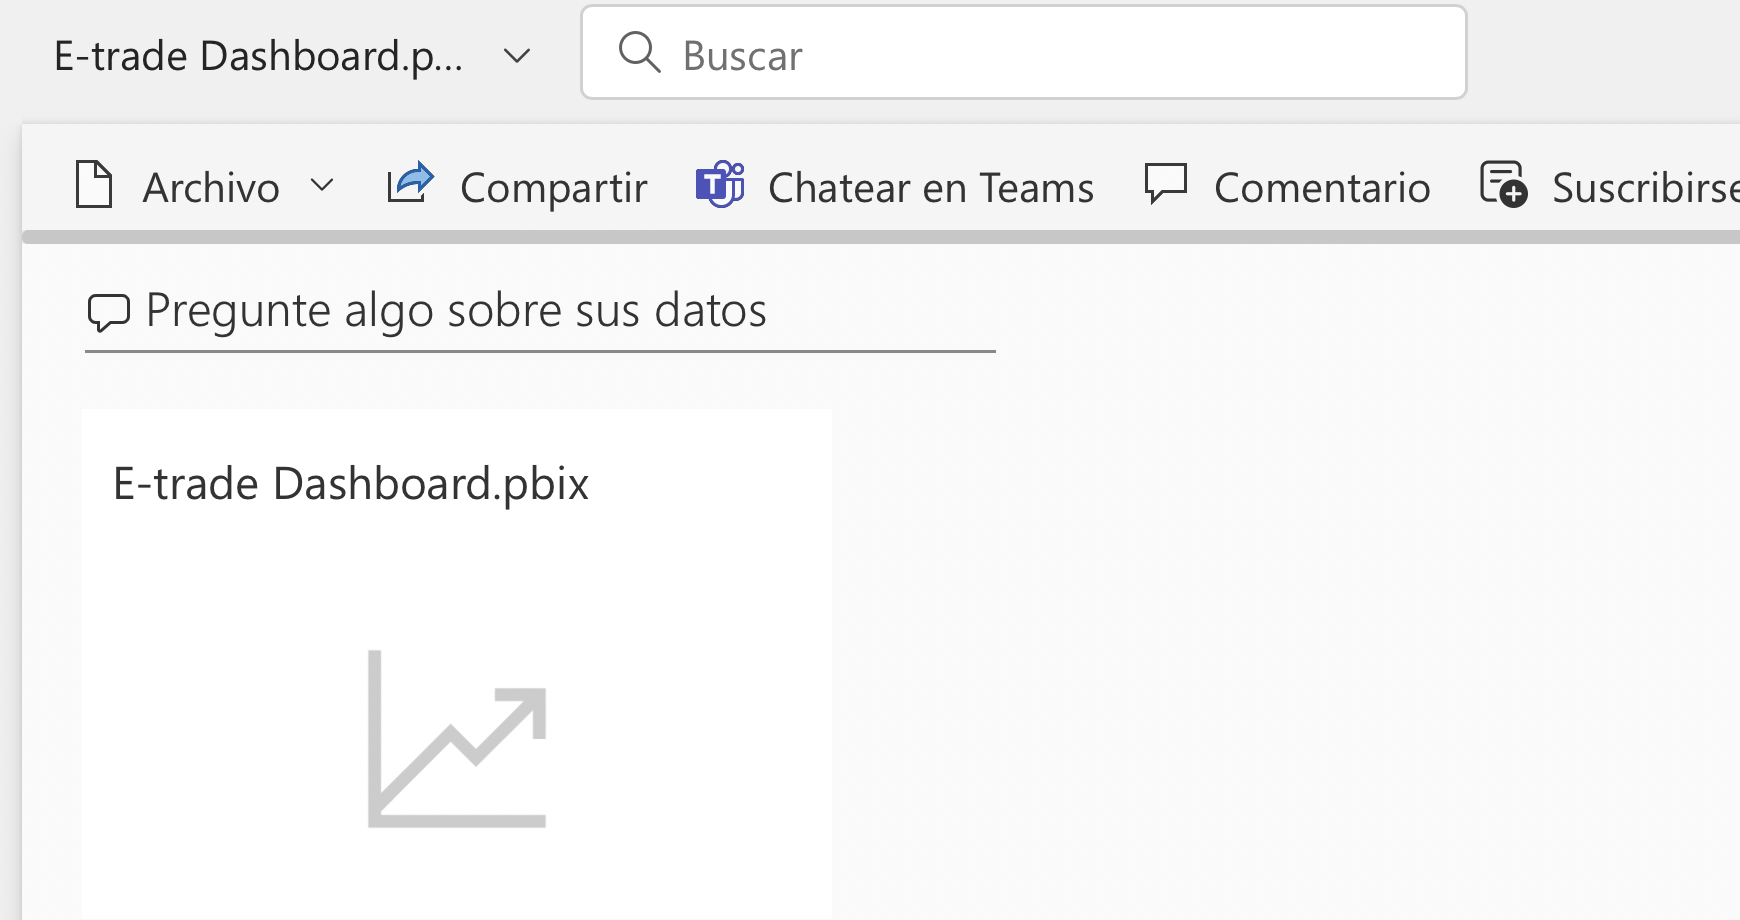 E-trade Dashboard.p...
Buscar
Archivo
Compartir
Chatear en Teams
Comentario
Suscribirse
Pregunte algo sobre sus datos
E-trade Dashboard.pbix